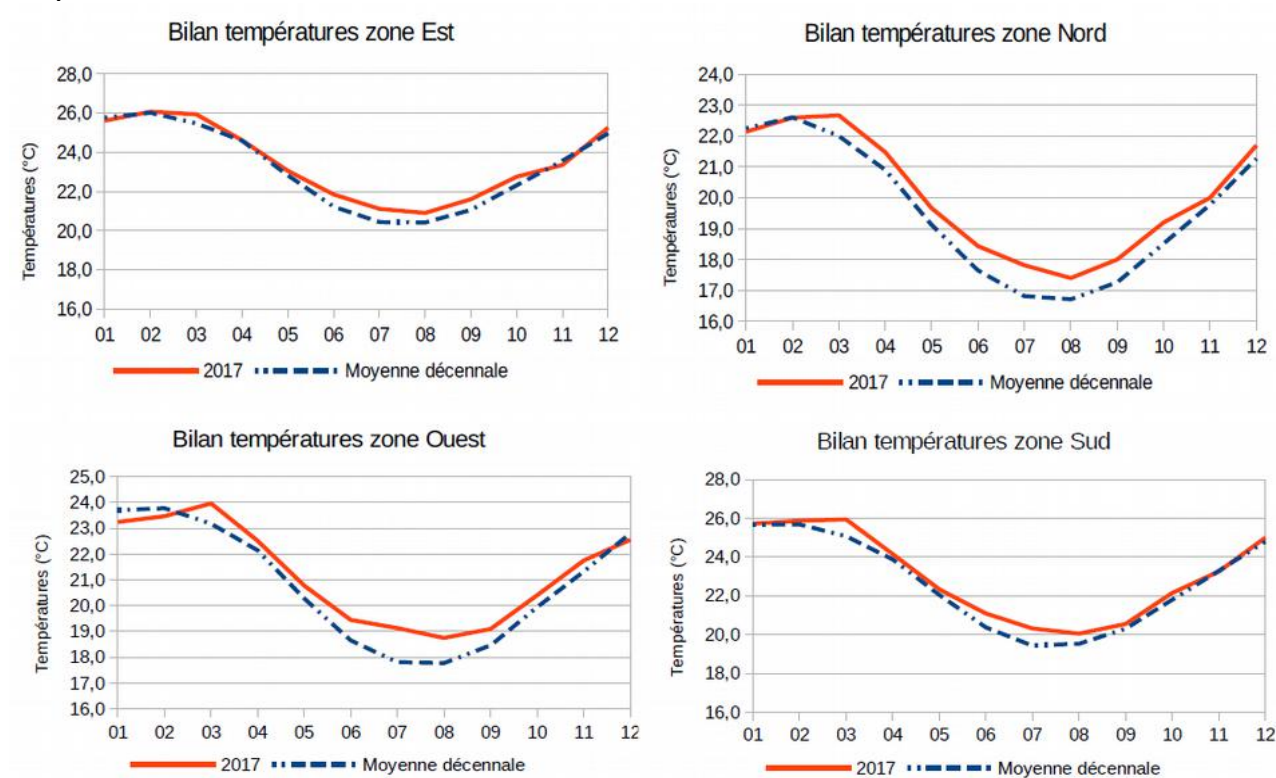 Bilan températures zone Est
Températures (°C)
28,0
26,0
24,0
22,0
20,0
18,0
16,0
01 02 03 04 05 06 07 08 09 10 11 12
2017 Moyenne décennale
Bilan températures zone Nord
Températures (°C)
24,0
23,0
22,0
21,0
20,0
19,0
18,0
17,0
16,0
01 02 03 04 05 06 07 08 09 10 11 12
2017 Moyenne décennale
Bilan températures zone Ouest
Températures (°C)
25,0
24,0
23,0
22,0
21,0
20,0
19,0
18,0
17,0
16,0
01 02 03 04 05 06 07 08 09 10 11 12
2017 Moyenne décennale
Bilan températures zone Sud
Températures (°C)
28,0
26,0
24,0
22,0
20,0
18,0
16,0
01 02 03 04 05 06 07 08 09 10 11 12
2017 Moyenne décennale